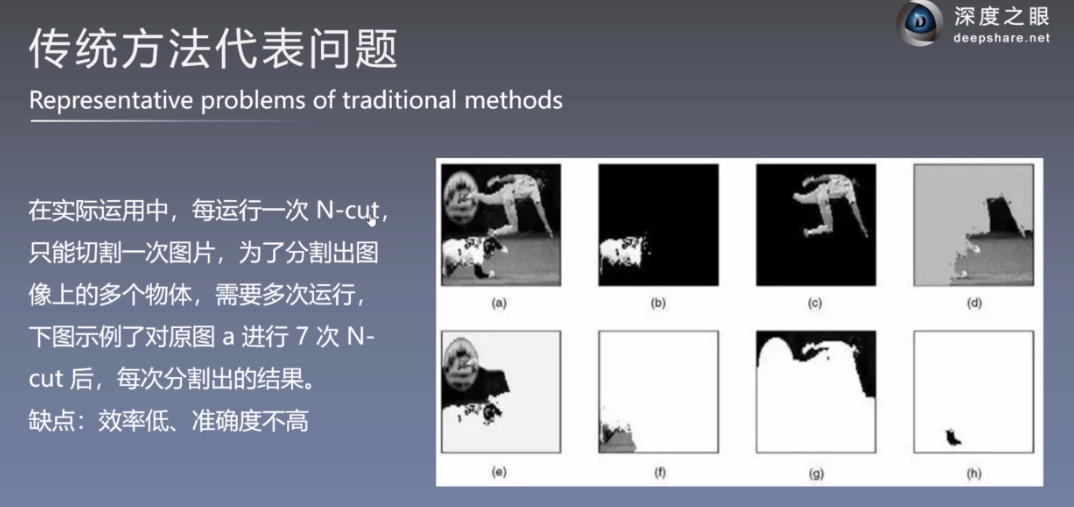 深度之眼
deepshare.net
传统方法代表问题
Representative problems of traditional methods
在实际运用中，每运行一次 N-cut，
只能切割一次图片，为了分割出图
像上的多个物体，需要多次运行，
下图示例了对原图 a 进行 7 次 N-
cut 后，每次分割出的结果。
缺点：效率低、准确度不高
(a) (b) (c) (d)
(e) (f) (g) (h)